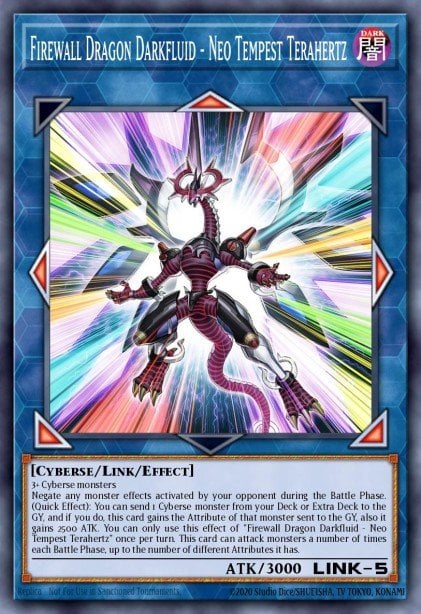 Firewall Dragon Darkfluid - Neo Tempest Terahertz
DARK
闇
[Cyberse/Link/Effect]
3+ Cyberse monsters
Negate any monster effects activated by your opponent during the Battle Phase.
(Quick Effect): You can send 1 Cyberse monster from your Deck or Extra Deck to the
GY, and if you do, this card gains the Attribute of that monster sent to the GY, also it
gains 2500 ATK. You can only use this effect of "Firewall Dragon Darkfluid - Neo
Tempest Terahertz" once per turn. This card can attack monsters a number of times
each Battle Phase, up to the number of different Attributes it has.
ATK/3000 LINK-5
Replica - Not For Use in Sanctioned Tournaments
©2020 Studio Dice/SHUEISHA, TV TOKYO, KONAMI